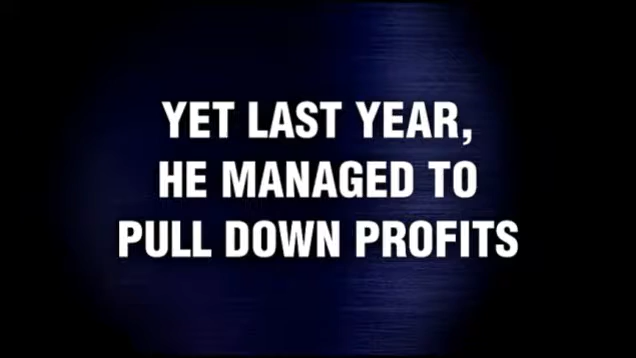 YET LAST YEAR,
HE MANAGED TO
PULL DOWN PROFITS